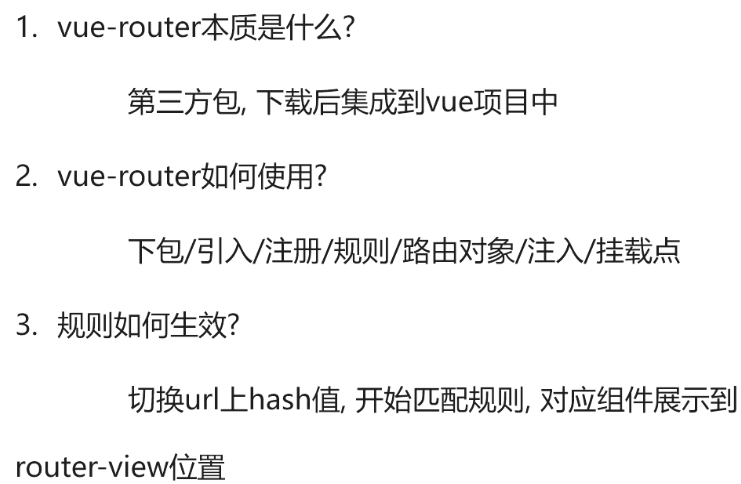 1. vue-router本质是什么?
第三方包, 下载后集成到vue项目中
2. vue-router如何使用?
下包/引入/注册/规则/路由对象/注入/挂载点
3. 规则如何生效?
切换url上hash值, 开始匹配规则, 对应组件展示到
router-view位置